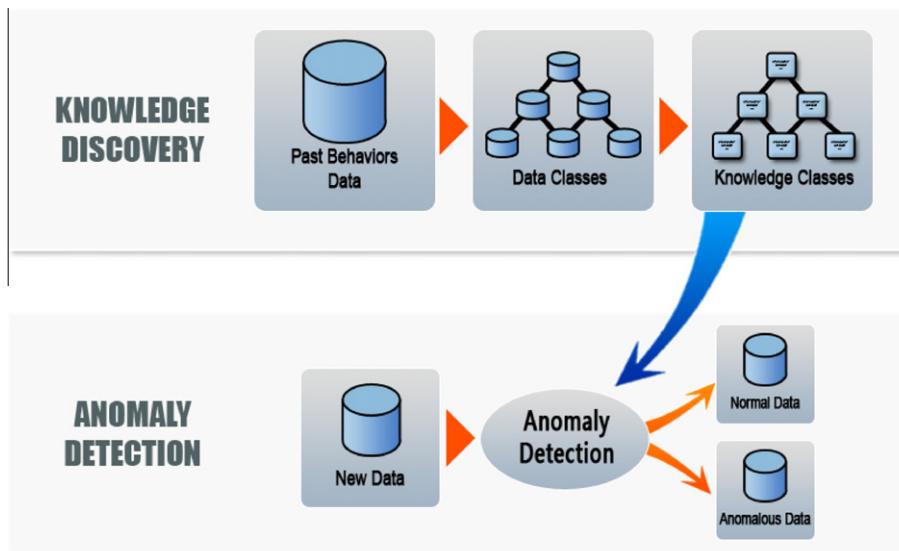 KNOWLEDGE
DISCOVERY
Past Behaviors
Data
Data Classes
Knowledge Classes
ANOMALY
DETECTION
New Data
Anomaly
Detection
Normal Data
Anomalous Data